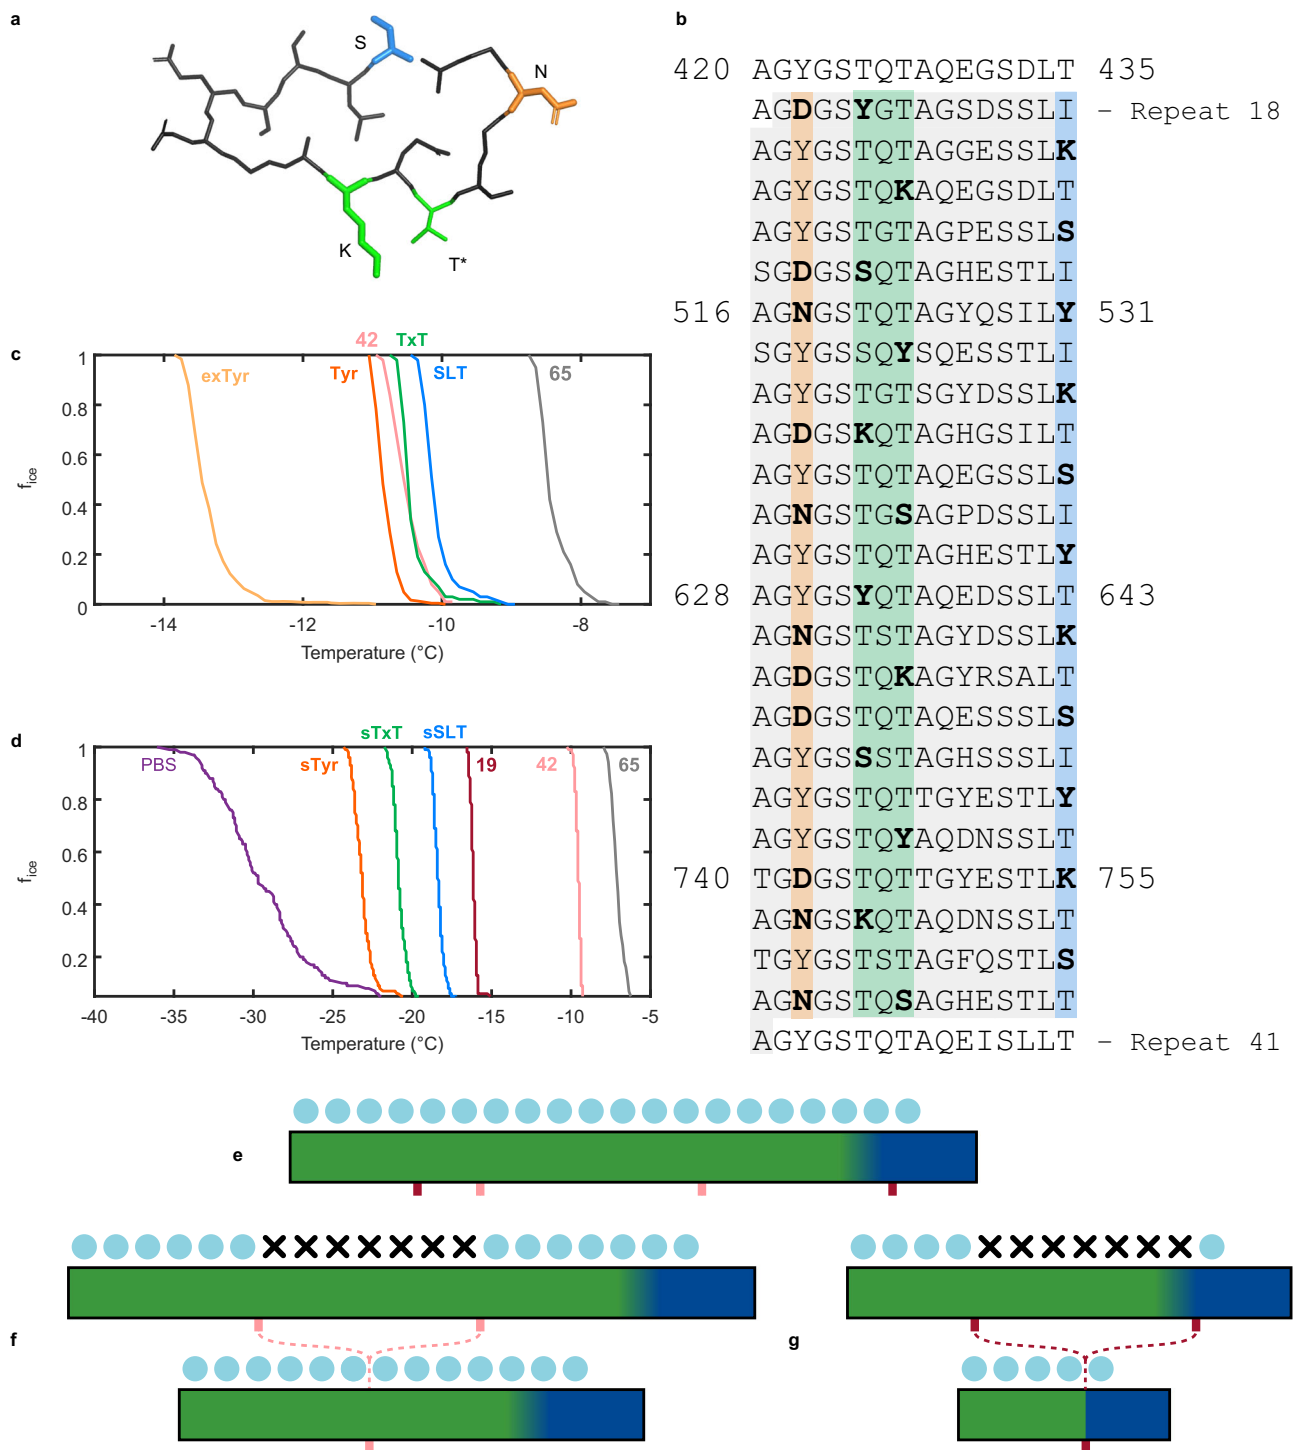 a
S
N
K
T*
b
420 AGYGSTQTAQEGSDLT 435
AGDGSYGTAGSDSSLI – Repeat 18
AGYGSTQTAGGESSLK
AGYGSTQKAQEGSDLT
AGYGSTGTAGPESSLS
SGDGSSQTAGHESTLI
516 AGNGSTQTAGYQSILY 531
SGYGSSQYSQESSTLI
AGYGSTGTSGYDSSLK
AGDGSKQTAGHGSILT
AGYGSTQTAQEGSSLS
AGNGSTGSAGPDSSLI
AGYGSTQTAGHESTLY
628 AGYGSYQTAQEDSSLT 643
AGNGSTSTAGYDSSLK
AGDGSTQKAGYRSALT
AGDGSTQTAQESSSLS
AGYGSSSTAGHSSSLI
AGYGSTQTTGYESTLY
AGYGSTQYAQDNSSLT
740 TGDGSTQTTGYESTLK 755
AGNGSKQTAQDNSSLT
TGYGSTSTAGFQSTLS
AGNGSTQSAGHESTLT
AGYGSTQTAQEISLLT – Repeat 41
c
exTyr
Tyr
42
TxT
SLT
65
1
0.8
0.6
0.4
0.2
0
fice
-14
-12
-10
-8
Temperature (°C)
d
PBS
sTyr
sTxT
sSLT
19
42
65
1
0.8
0.6
0.4
0.2
fice
-40
-35
-30
-25
-20
-15
-10
-5
Temperature (°C)
e
f
g